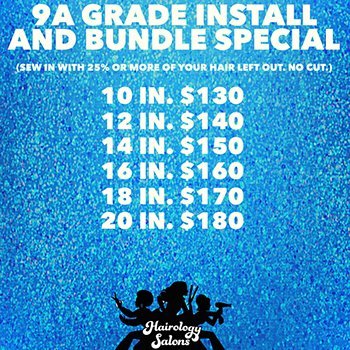 9A GRADE INSTALL
AND BUNDLE SPECIAL
(SEW IN WITH 25% OR MORE OF YOUR HAIR LEFT OUT. NO CUT.)
10 IN. $130
12 IN. $140
14 IN. $150
16 IN. $160
18 IN. $170
20 IN. $180
Hairology
Salons